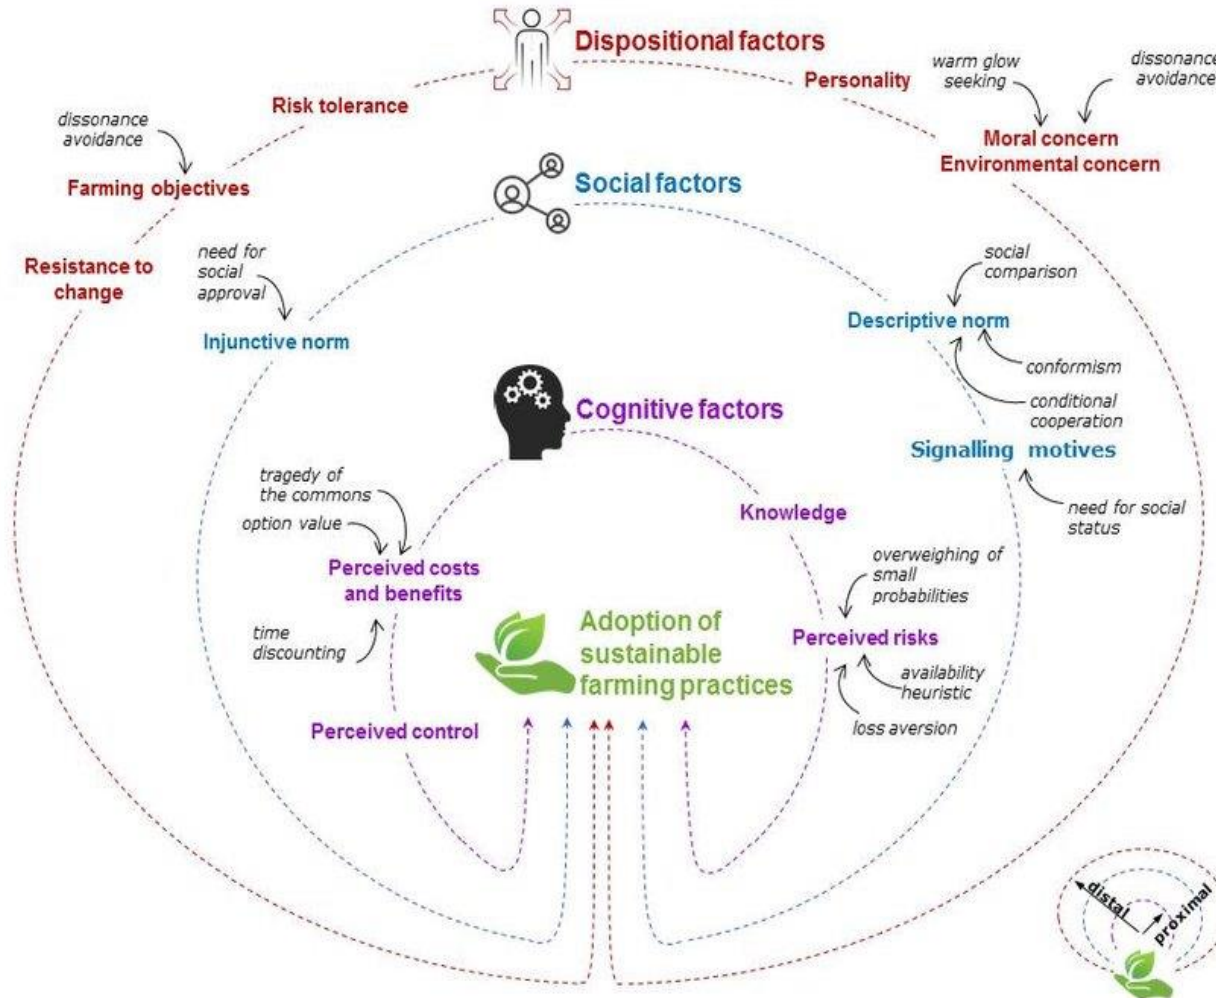 Dispositional factors
Personality
warm glow
seeking
dissonance
avoidance
Risk tolerance
dissonance
avoidance
Moral concern
Environmental concern
Farming objectives
Social factors
Resistance to
change
need for
social
approval
social
comparison
Injunctive norm
Descriptive norm
conformism
conditional
cooperation
Cognitive factors
Signalling motives
need for social
status
tragedy of
the commons
option value
Knowledge
Perceived costs
and benefits
overweighing of
small
probabilities
time
discounting
Adoption of
sustainable
farming practices
Perceived risks
availability
heuristic
loss aversion
Perceived control
distal
proximal